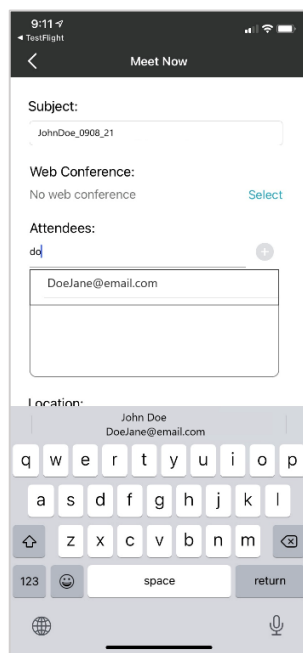 9:11
◀ TestFlight
Meet Now
Subject:
JohnDoe_0908_21
Web Conference:
No web conference
Select
Attendees:
do
DoeJane@email.com
Location:
John Doe
DoeJane@email.com
q w e r t y u i o p
a s d f g h j k l
z x c v b n m
123 space return